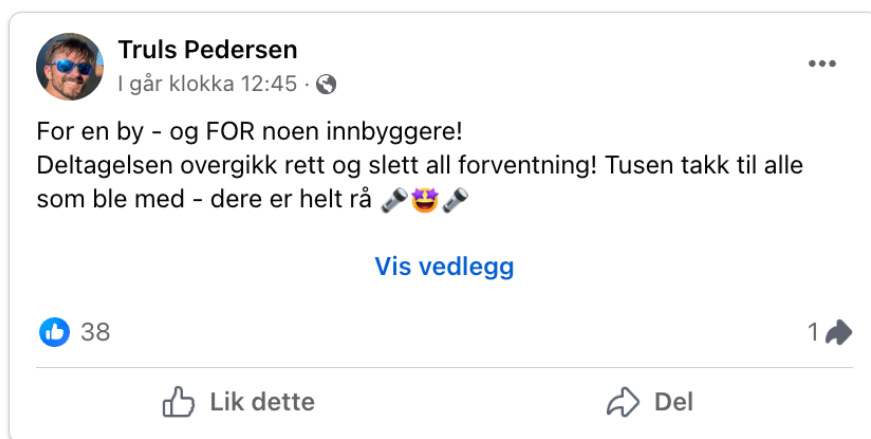 Truls Pedersen
I går klokka 12:45 ·
For en by - og FOR noen innbyggere!
Deltagelsen overgikk rett og slett all forventning! Tusen takk til alle
som ble med - dere er helt rå 🎤🤩🎤
Vis vedlegg
38
1
Lik dette
Del